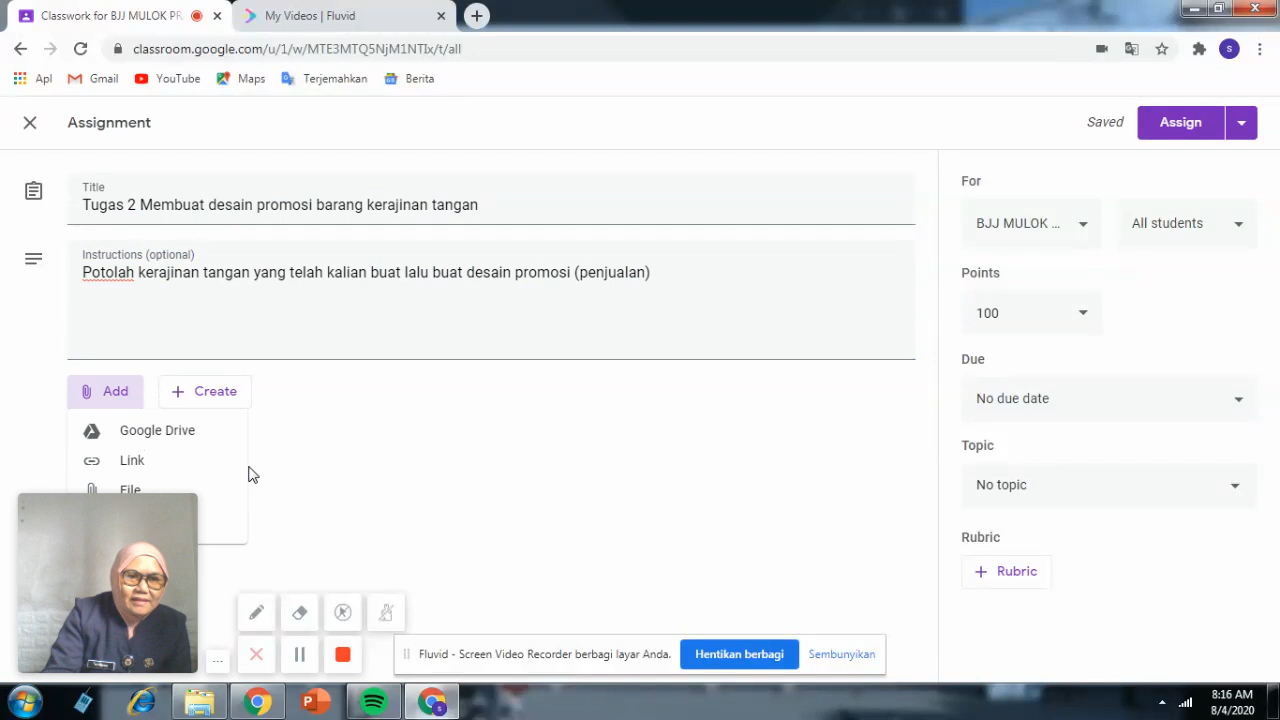 Classwork for BJJ MULOK PR
My Videos | Fluvid
classroom.google.com/u/1/w/MTE3MTQ5NjM1NTIx/t/all
S
Apl
Gmail
YouTube
Maps
Terjemahkan
Berita
Assignment
Saved
Assign
Title
Tugas 2 Membuat desain promosi barang kerajinan tangan
Instructions (optional)
Potolah kerajinan tangan yang telah kalian buat lalu buat desain promosi (penjualan)
Add
Create
Google Drive
Link
File
For
BJJ MULOK ...
All students
Points
100
Due
No due date
Topic
No topic
Rubric
Rubric
...
Fluvid - Screen Video Recorder berbagi layar Anda.
Hentikan berbagi
Sembunyikan
8:16 AM
8/4/2020